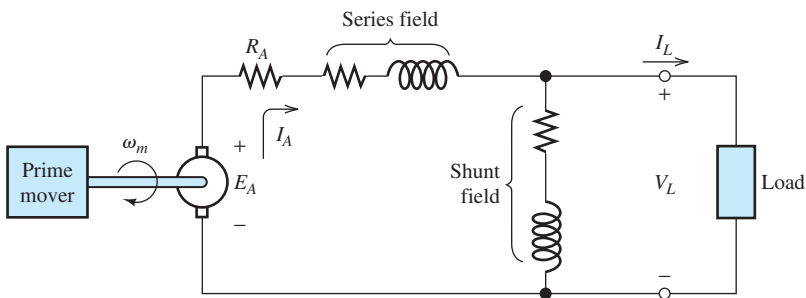 Series field
R_A
I_L
+
ω_m
+
I_A
Prime
mover
E_A
Shunt
field
V_L
Load
−
−